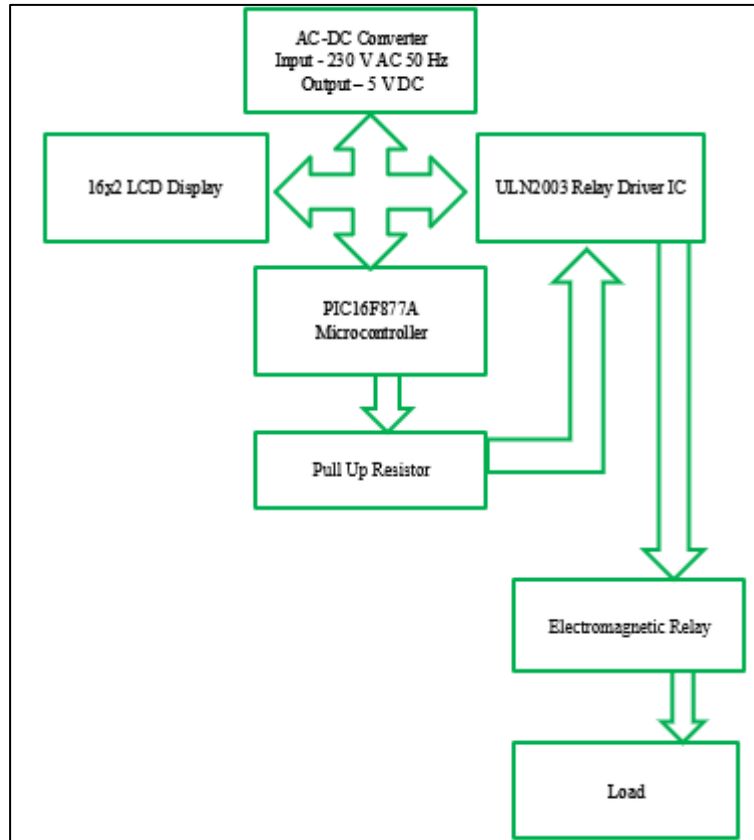 AC-DC Converter
Input - 230 V AC 50 Hz
Output – 5 V DC
16x2 LCD Display
ULN2003 Relay Driver IC
PIC16F877A
Microcontroller
Pull Up Resistor
Electromagnetic Relay
Load